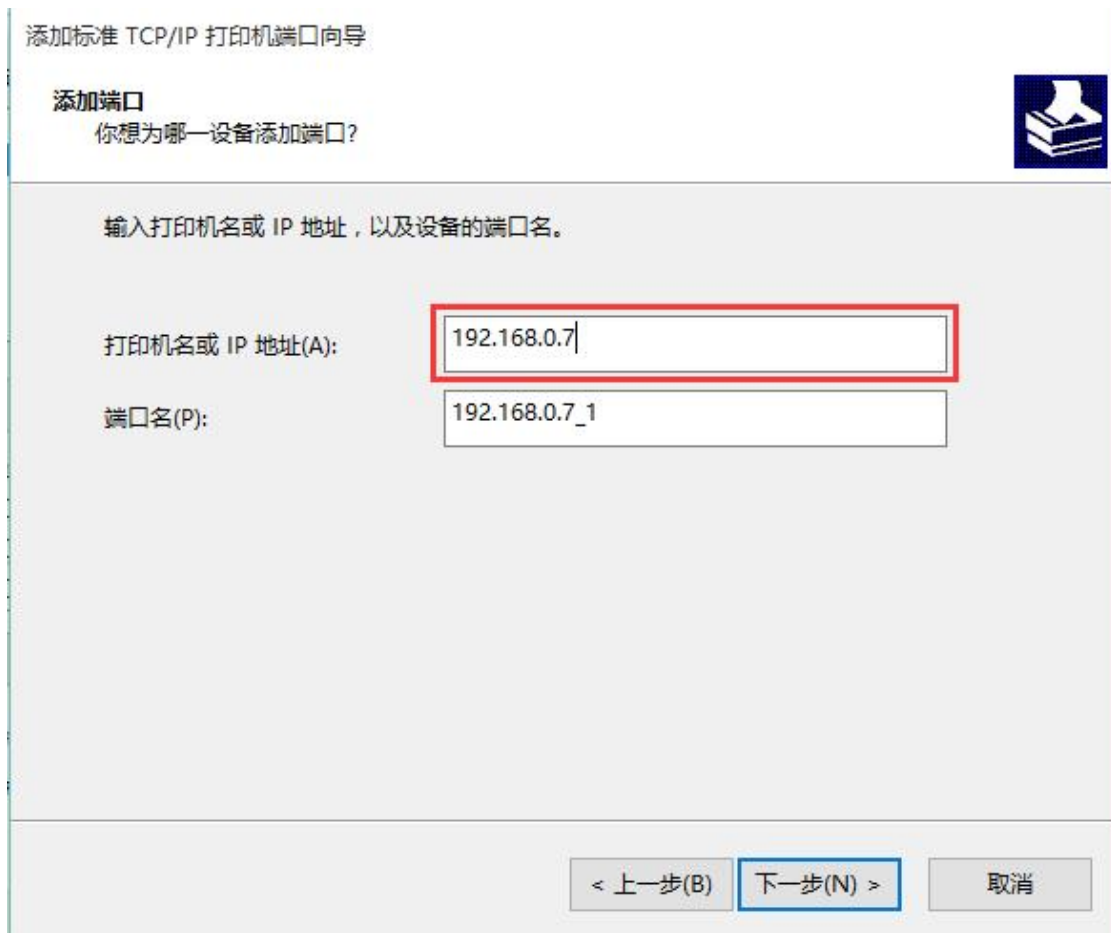 添加标准 TCP/IP 打印机端口向导
添加端口
你想为哪一设备添加端口?
输入打印机名或 IP 地址，以及设备的端口名。
打印机名或 IP 地址(A): 192.168.0.7
端口名(P): 192.168.0.7_1
< 上一步(B) 下一步(N) > 取消